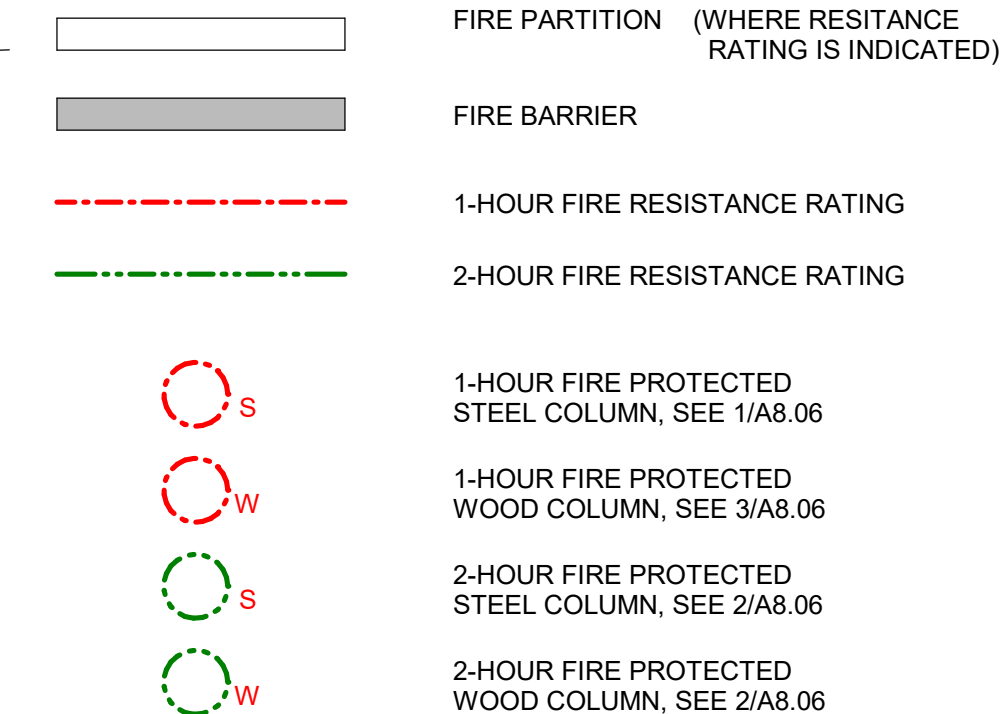 FIRE PARTITION (WHERE RESITANCE
RATING IS INDICATED)
FIRE BARRIER
1-HOUR FIRE RESISTANCE RATING
2-HOUR FIRE RESISTANCE RATING
S
1-HOUR FIRE PROTECTED
STEEL COLUMN, SEE 1/A8.06
W
1-HOUR FIRE PROTECTED
WOOD COLUMN, SEE 3/A8.06
S
2-HOUR FIRE PROTECTED
STEEL COLUMN, SEE 2/A8.06
W
2-HOUR FIRE PROTECTED
WOOD COLUMN, SEE 2/A8.06